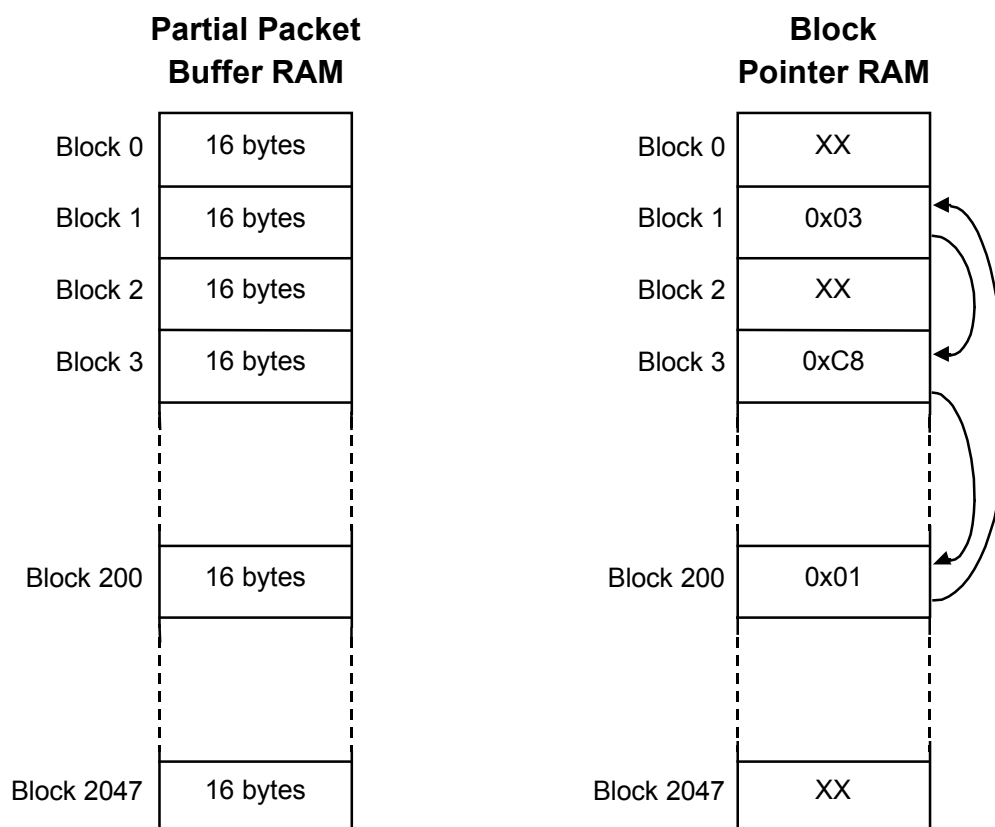 Partial Packet
Buffer RAM
Block 0 16 bytes
Block 1 16 bytes
Block 2 16 bytes
Block 3 16 bytes
Block 200 16 bytes
Block 2047 16 bytes
Block
Pointer RAM
Block 0 XX
Block 1 0x03
Block 2 XX
Block 3 0xC8
Block 200 0x01
Block 2047 XX